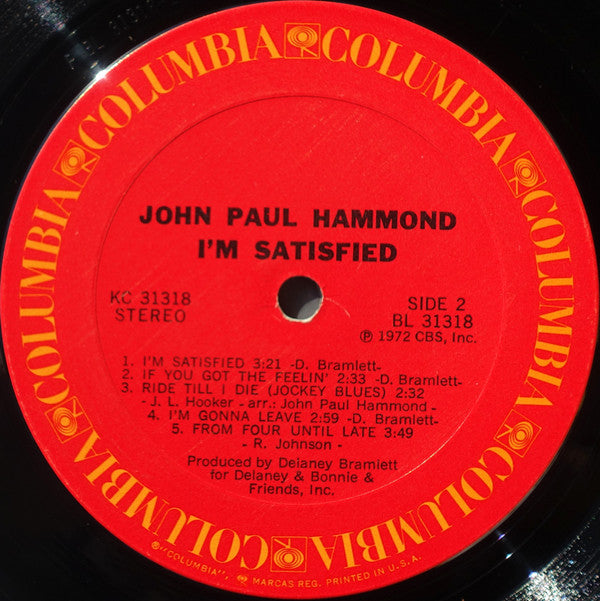 COLUMBIA COLUMBIA COLUMBIA COLUMBIA COLUMBIA COLUMBIA
JOHN PAUL HAMMOND
I'M SATISFIED
KC 31318
STEREO
SIDE 2
BL 31318
Ⓟ 1972 CBS, Inc.
1. I'M SATISFIED 3:21 -D. Bramlett-
2. IF YOU GOT THE FEELIN' 2:33 -D. Bramlett-
3. RIDE TILL I DIE (JOCKEY BLUES) 2:32
- J. L. Hooker - arr.: John Paul Hammond -
4. I'M GONNA LEAVE 2:59 -D. Bramlett-
5. FROM FOUR UNTIL LATE 3:49
- R. Johnson -
Produced by Delaney Bramlett
for Delaney & Bonnie &
Friends, Inc.
®"COLUMBIA", MARCAS REG. PRINTED IN U.S.A.